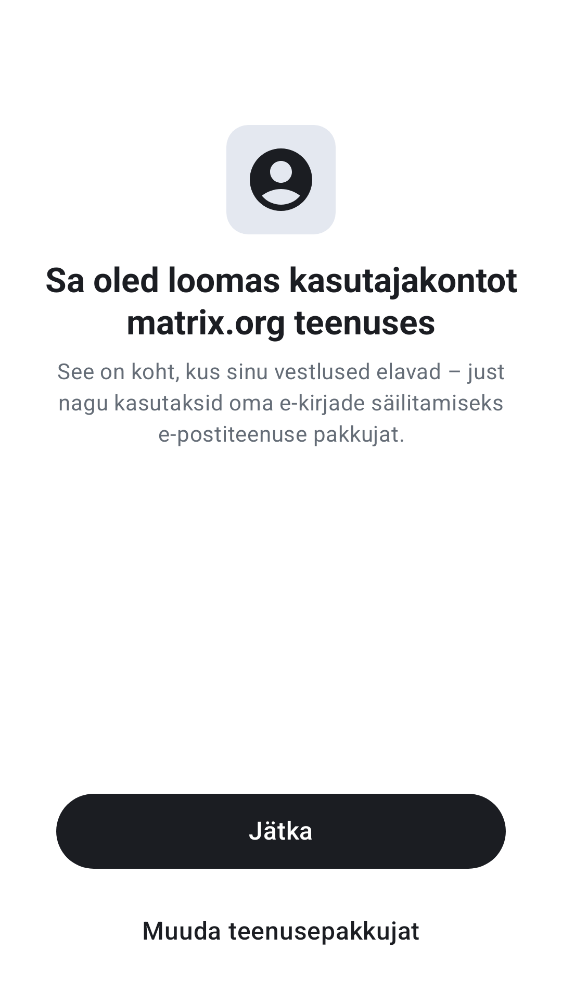 Sa oled loomas kasutajakontot
matrix.org teenuses
See on koht, kus sinu vestlused elavad – just
nagu kasutaksid oma e-kirjade säilitamiseks
e-postiteenuse pakkujat.
Jätka
Muuda teenusepakkujat